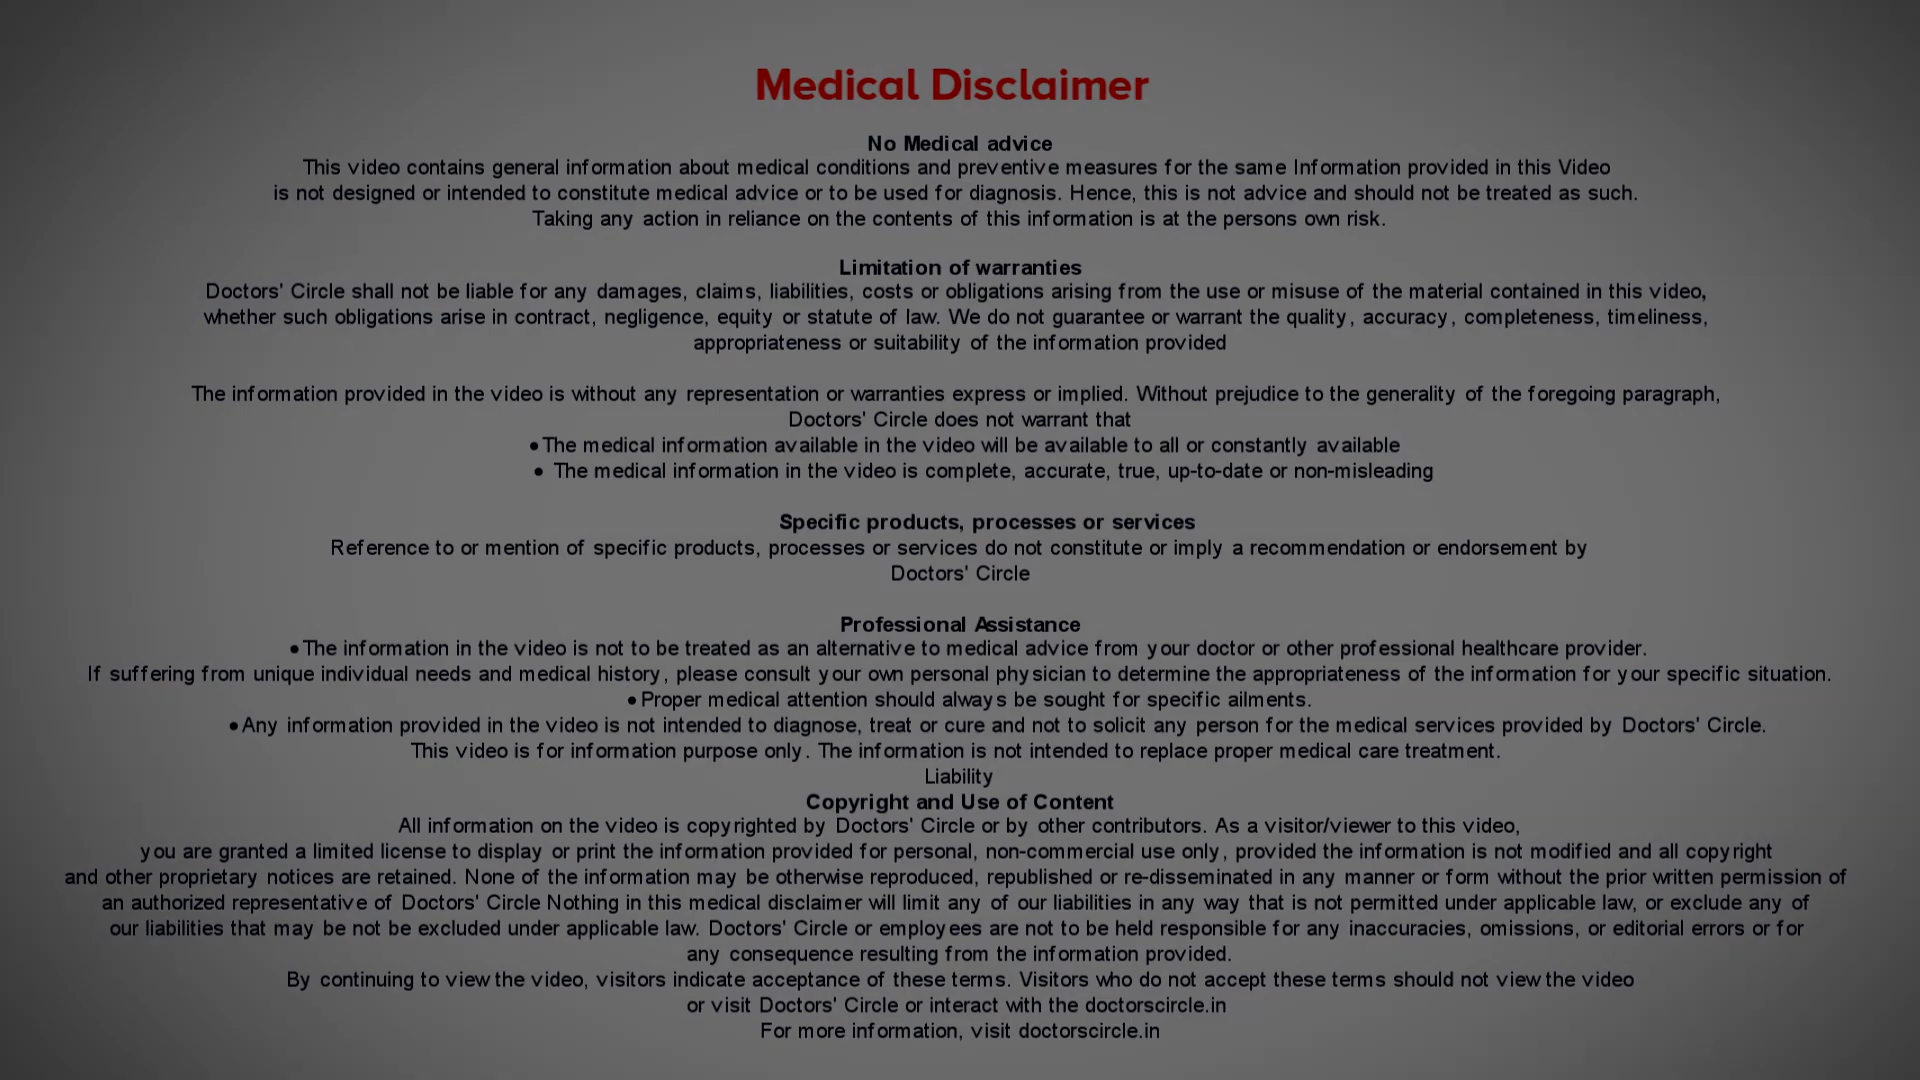 Medical Disclaimer
No Medical advice
This video contains general information about medical conditions and preventive measures for the same Information provided in this Video
is not designed or intended to constitute medical advice or to be used for diagnosis. Hence, this is not advice and should not be treated as such.
Taking any action in reliance on the contents of this information is at the persons own risk.
Limitation of warranties
Doctors' Circle shall not be liable for any damages, claims, liabilities, costs or obligations arising from the use or misuse of the material contained in this video,
whether such obligations arise in contract, negligence, equity or statute of law. We do not guarantee or warrant the quality, accuracy, completeness, timeliness,
appropriateness or suitability of the information provided
The information provided in the video is without any representation or warranties express or implied. Without prejudice to the generality of the foregoing paragraph,
Doctors' Circle does not warrant that
• The medical information available in the video will be available to all or constantly available
• The medical information in the video is complete, accurate, true, up-to-date or non-misleading
Specific products, processes or services
Reference to or mention of specific products, processes or services do not constitute or imply a recommendation or endorsement by
Doctors' Circle
Professional Assistance
• The information in the video is not to be treated as an alternative to medical advice from your doctor or other professional healthcare provider.
If suffering from unique individual needs and medical history, please consult your own personal physician to determine the appropriateness of the information for your specific situation.
• Proper medical attention should always be sought for specific ailments.
• Any information provided in the video is not intended to diagnose, treat or cure and not to solicit any person for the medical services provided by Doctors' Circle.
This video is for information purpose only. The information is not intended to replace proper medical care treatment.
Liability
Copyright and Use of Content
All information on the video is copyrighted by Doctors' Circle or by other contributors. As a visitor/viewer to this video,
you are granted a limited license to display or print the information provided for personal, non-commercial use only, provided the information is not modified and all copyright
and other proprietary notices are retained. None of the information may be otherwise reproduced, republished or re-disseminated in any manner or form without the prior written permission of
an authorized representative of Doctors' Circle Nothing in this medical disclaimer will limit any of our liabilities in any way that is not permitted under applicable law, or exclude any of
our liabilities that may be not be excluded under applicable law. Doctors' Circle or employees are not to be held responsible for any inaccuracies, omissions, or editorial errors or for
any consequence resulting from the information provided.
By continuing to view the video, visitors indicate acceptance of these terms. Visitors who do not accept these terms should not view the video
or visit Doctors' Circle or interact with the doctorscircle.in
For more information, visit doctorscircle.in